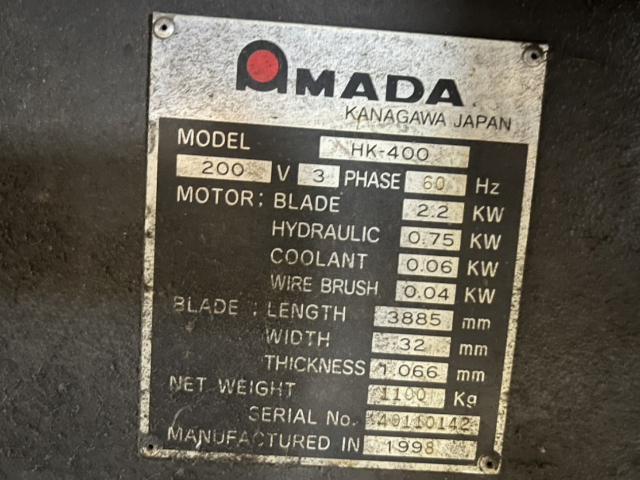 AMADA
KANAGAWA JAPAN
MODEL HK-400
200 V 3 PHASE 60 Hz
MOTOR; BLADE 2.2 KW
HYDRAULIC 0.75 KW
COOLANT 0.06 KW
WIRE BRUSH 0.04 KW
BLADE ; LENGTH 3885 mm
WIDTH 32 mm
THICKNESS 1.066 mm
NET WEIGHT 1100 Kg
SERIAL No. 40110142
MANUFACTURED IN 1998